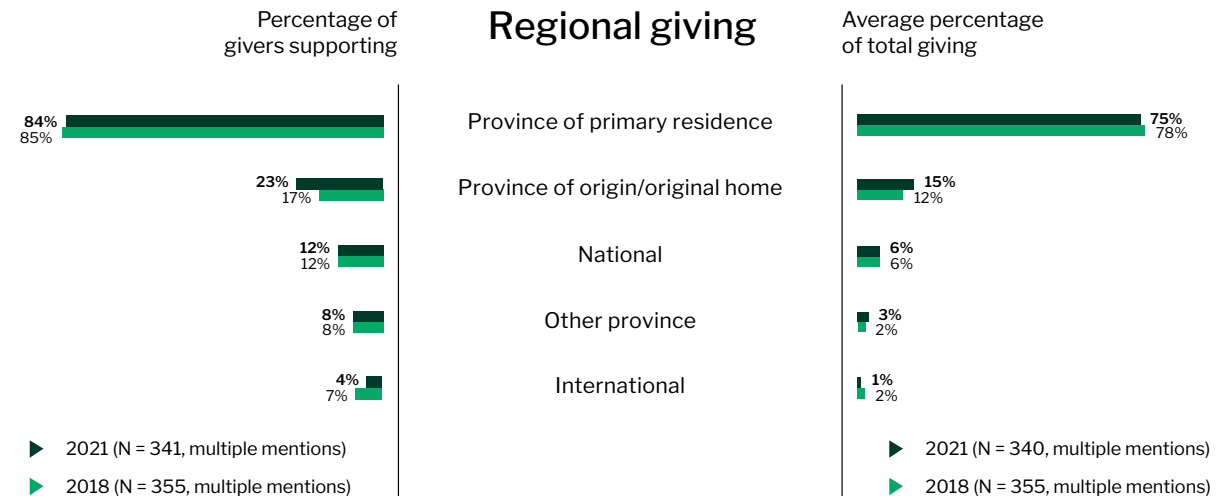 Percentage of
givers supporting
Regional giving
Average percentage
of total giving
84%
85%
Province of primary residence
75%
78%
23%
17%
Province of origin/original home
15%
12%
12%
12%
National
6%
6%
8%
8%
Other province
3%
2%
4%
7%
International
1%
2%
2021 (N = 341, multiple mentions)
2018 (N = 355, multiple mentions)
2021 (N = 340, multiple mentions)
2018 (N = 355, multiple mentions)